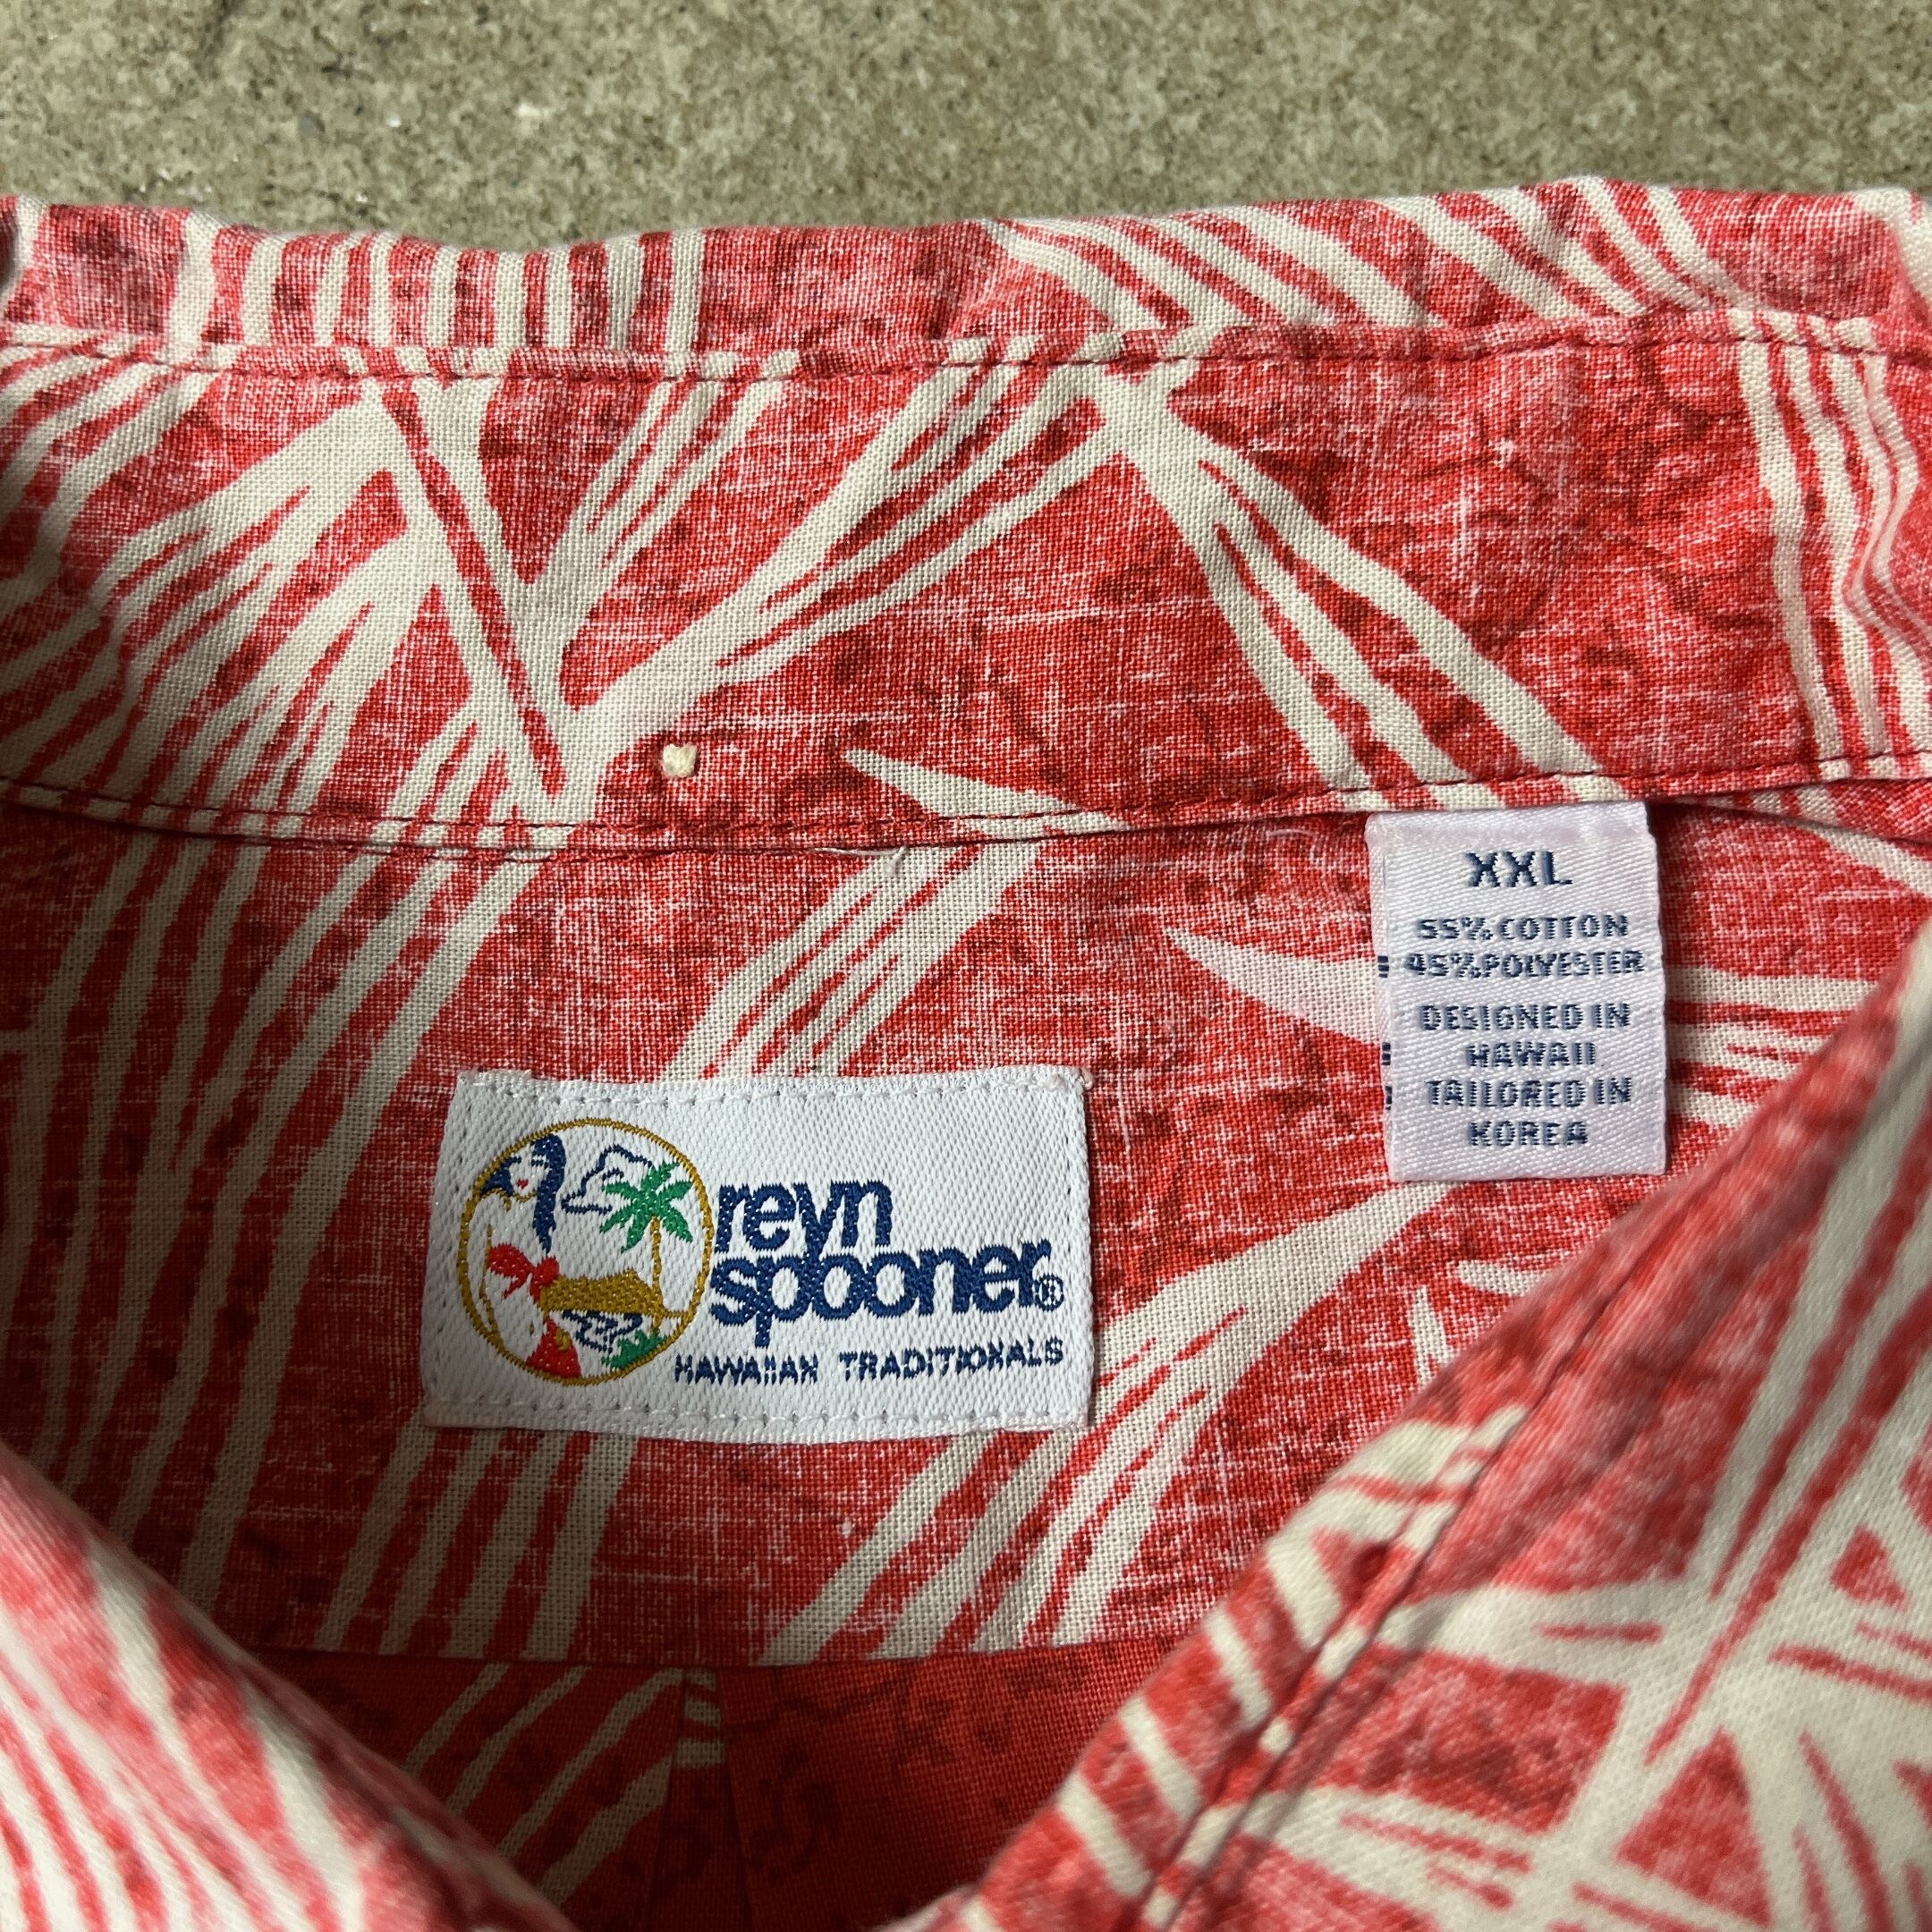 XXL
55% COTTON
45% POLYESTER
DESIGNED IN
HAWAII
TAILORED IN
KOREA
reyn
spooner®
HAWAIIAN TRADITIONALS